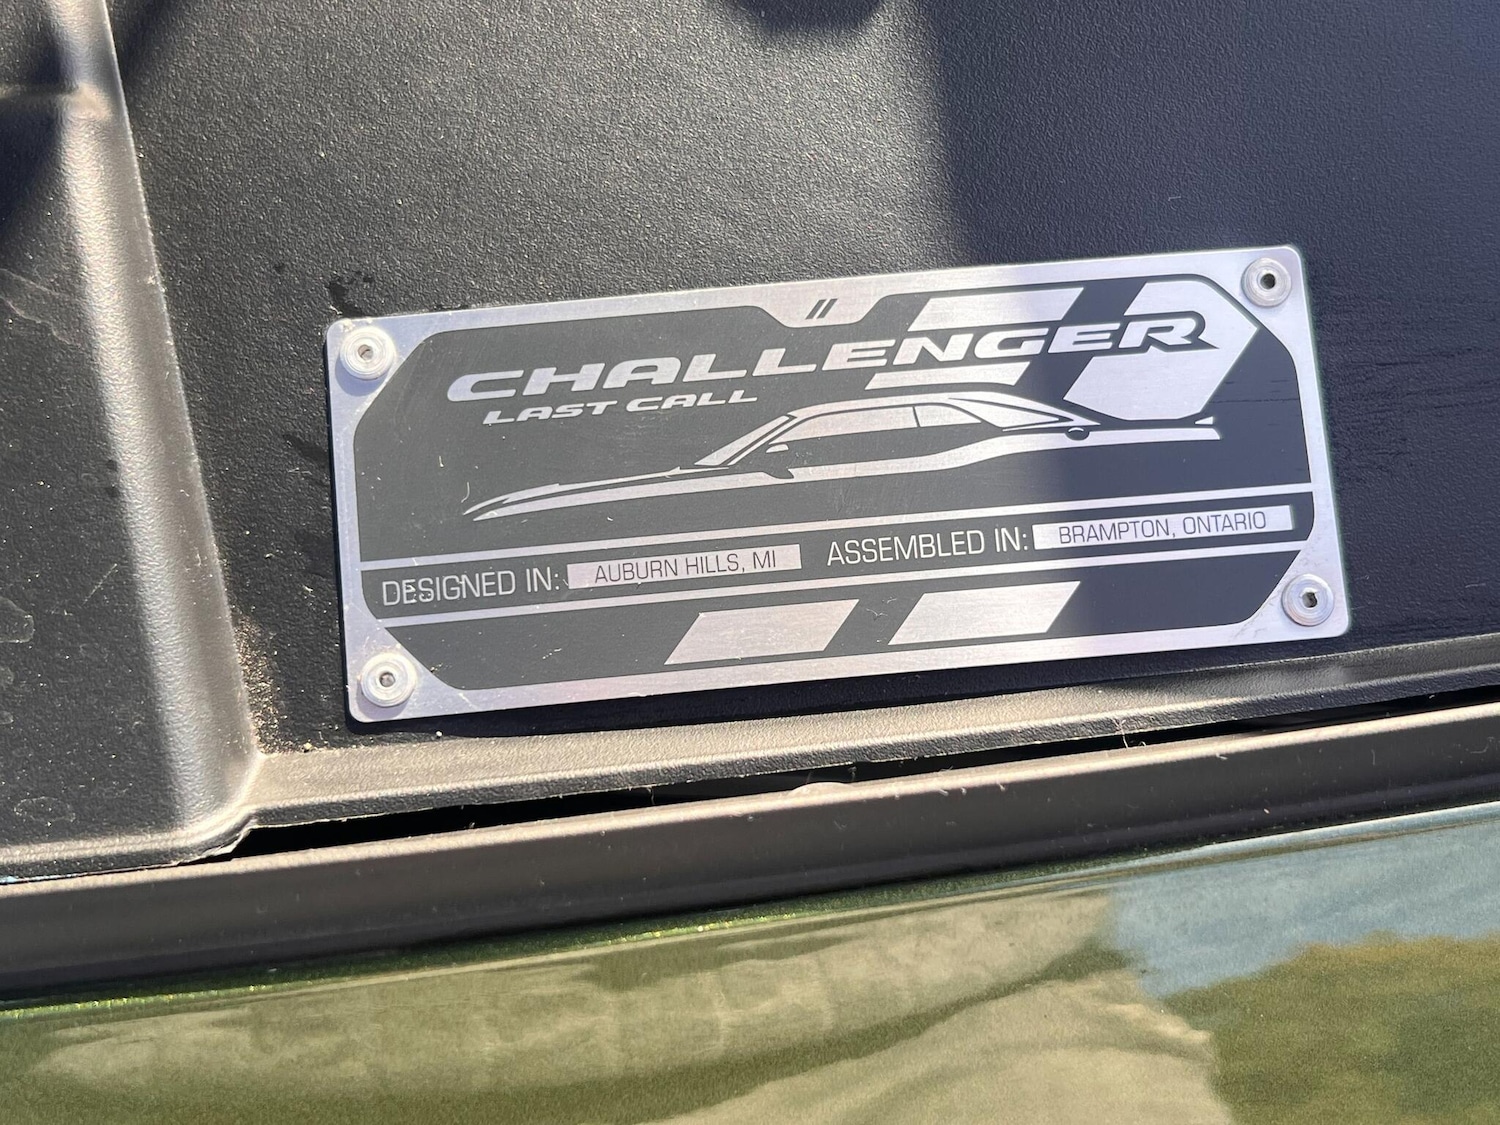 CHALLENGER
LAST CALL
DESIGNED IN: AUBURN HILLS, MI ASSEMBLED IN: BRAMPTON, ONTARIO